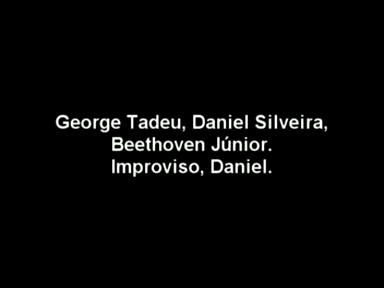 George Tadeu, Daniel Silveira,
Beethoven Júnior.
Improviso, Daniel.